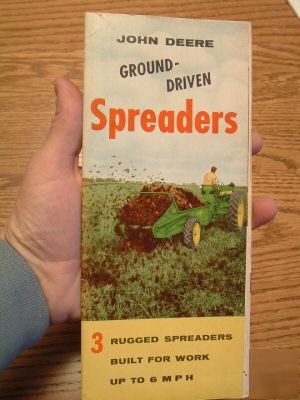 JOHN DEERE
GROUND-
DRIVEN
Spreaders
3 RUGGED SPREADERS
BUILT FOR WORK
UP TO 6 MPH